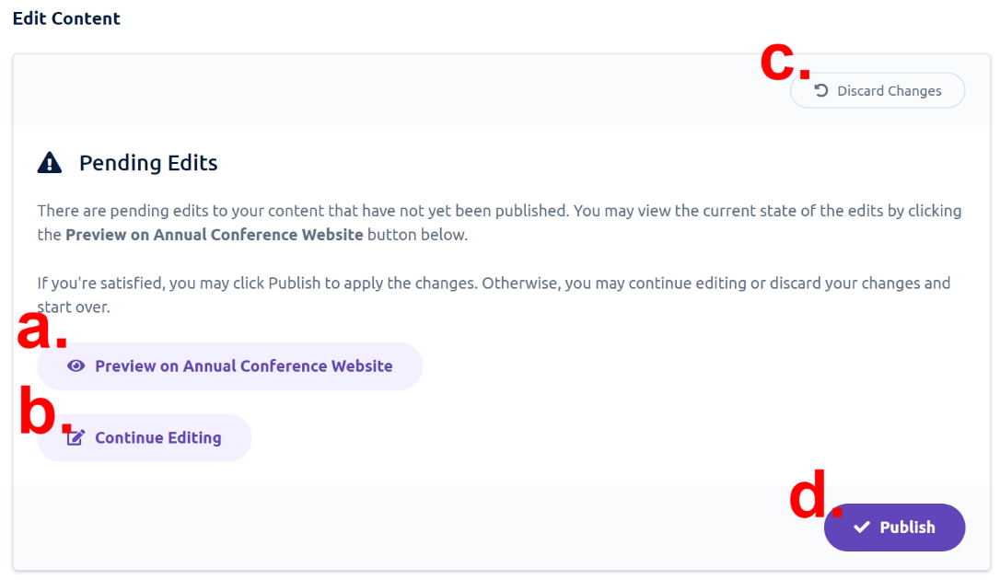 Edit Content
c.
Discard Changes
Pending Edits
There are pending edits to your content that have not yet been published. You may view the current state of the edits by clicking
the Preview on Annual Conference Website button below.
If you're satisfied, you may click Publish to apply the changes. Otherwise, you may continue editing or discard your changes and
start over.
a.
Preview on Annual Conference Website
b.
Continue Editing
d.
Publish